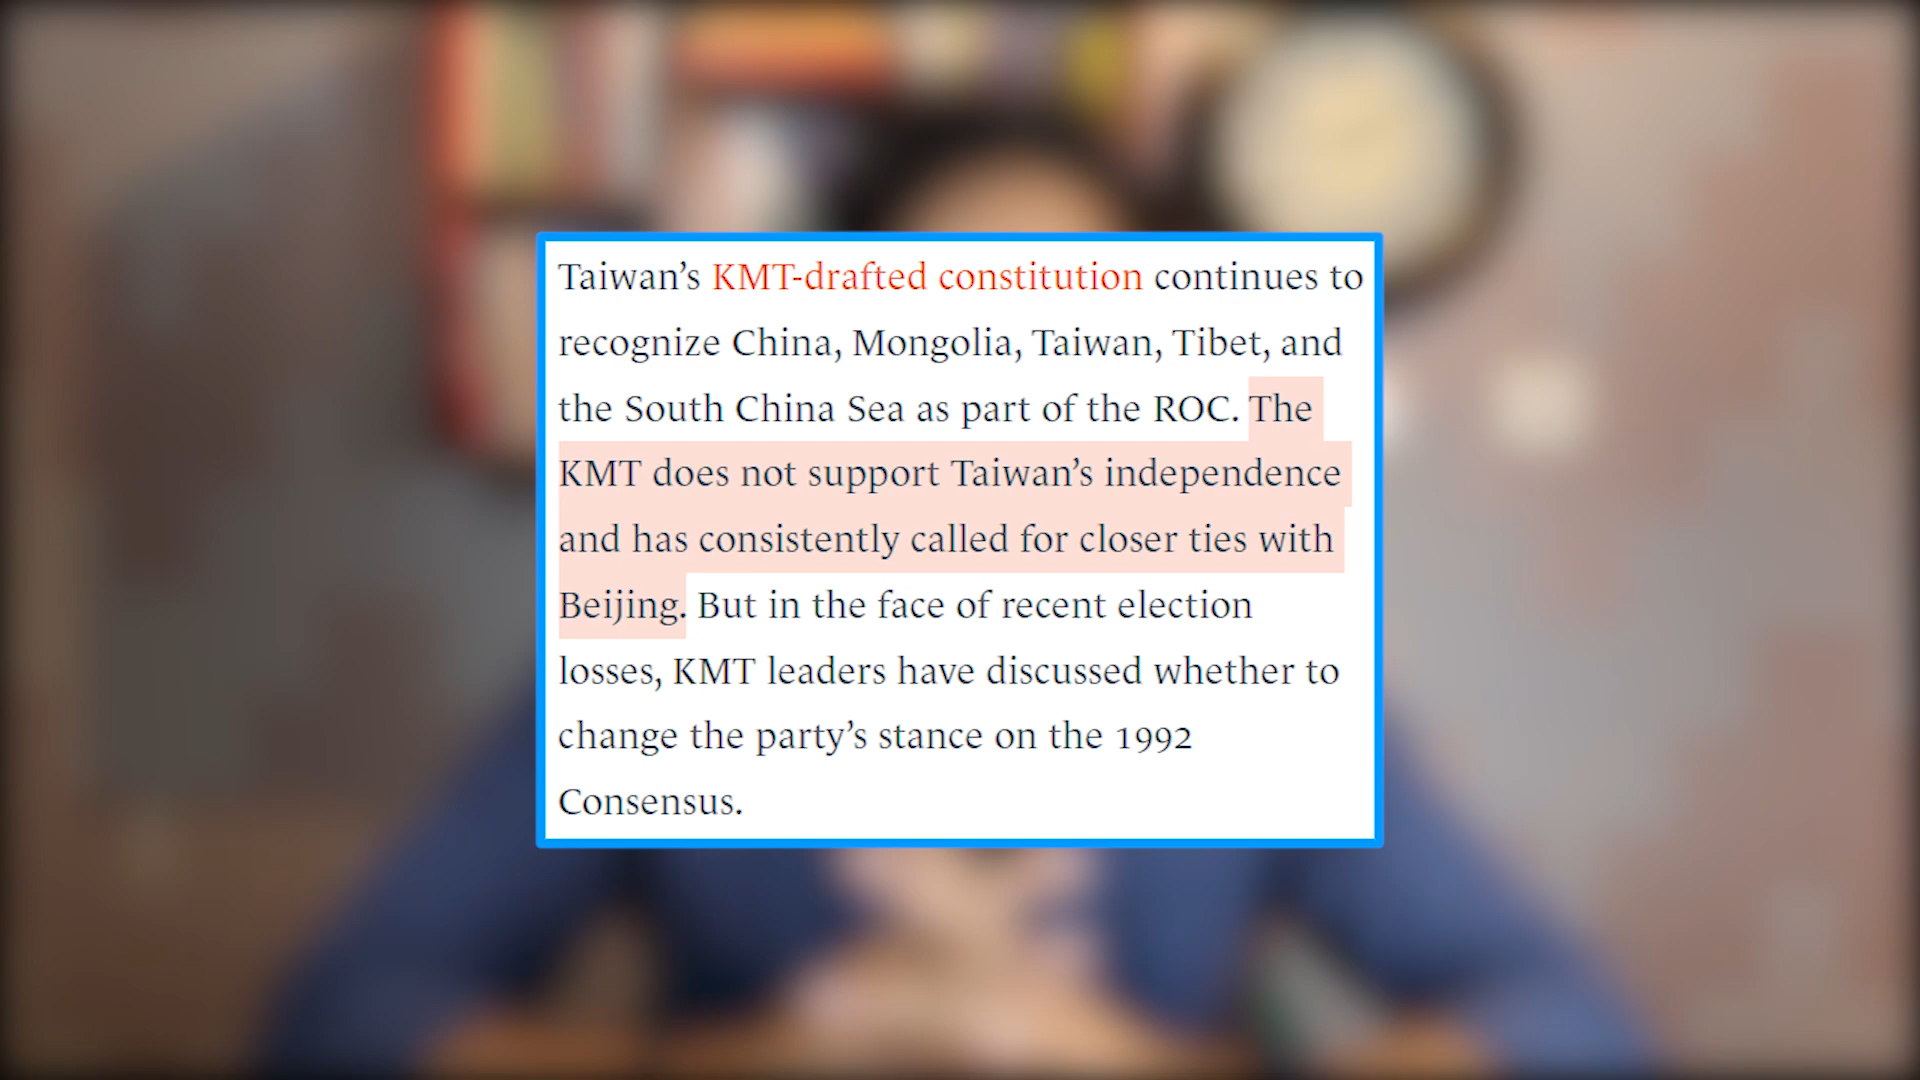 Taiwan’s KMT-drafted constitution continues to
recognize China, Mongolia, Taiwan, Tibet, and
the South China Sea as part of the ROC. The
KMT does not support Taiwan’s independence
and has consistently called for closer ties with
Beijing. But in the face of recent election
losses, KMT leaders have discussed whether to
change the party’s stance on the 1992
Consensus.